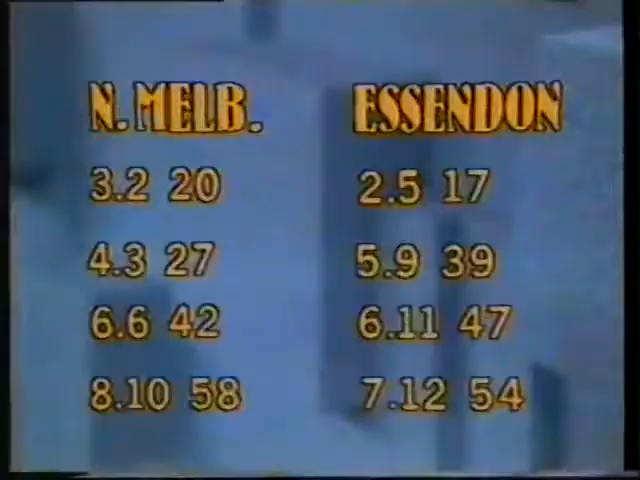 N. MELB. ESSENDON
3.2 20 2.5 17
4.3 27 5.9 39
6.6 42 6.11 47
8.10 58 7.12 54